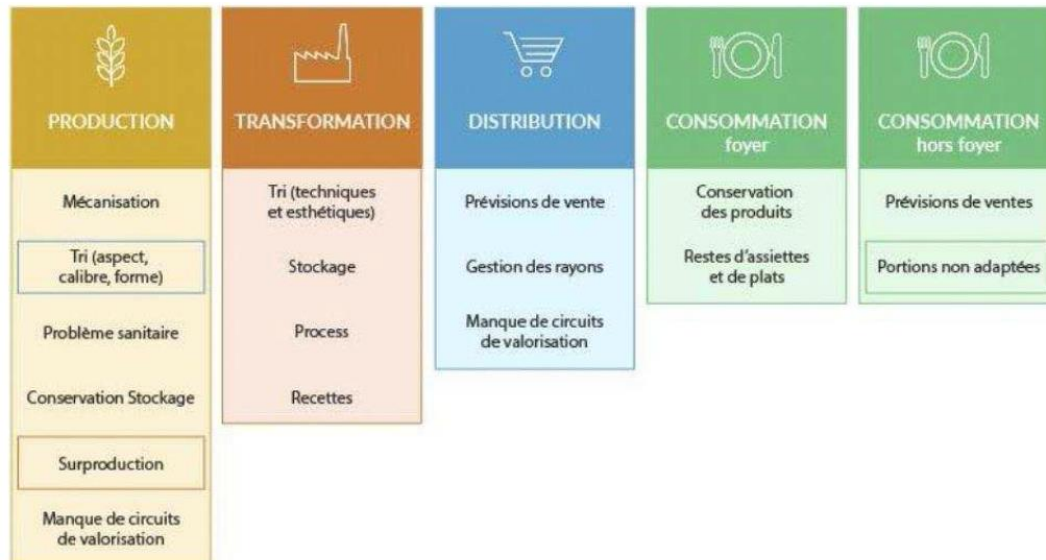 PRODUCTION
Mécanisation
Tri (aspect,
calibre, forme)
Problème sanitaire
Conservation Stockage
Surproduction
Manque de circuits
de valorisation
TRANSFORMATION
Tri (techniques
et esthétiques)
Stockage
Process
Recettes
DISTRIBUTION
Prévisions de vente
Gestion des rayons
Manque de circuits
de valorisation
CONSOMMATION
foyer
Conservation
des produits
Restes d'assiettes
et de plats
CONSOMMATION
hors foyer
Prévisions de ventes
Portions non adaptées